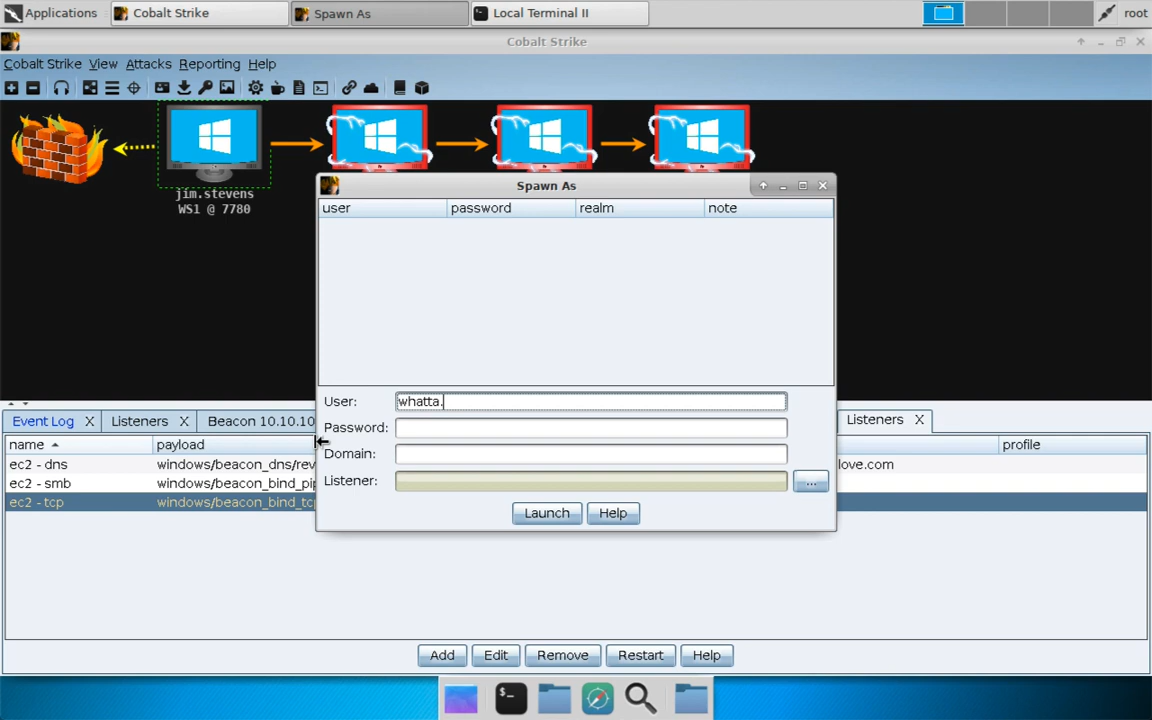 Applications
Cobalt Strike
Spawn As
Local Terminal II
root
Cobalt Strike
Cobalt Strike View Attacks Reporting Help
jim.stevens
WS1 @ 7780
Spawn As
user password realm note
User: whatta.
Password:
Domain:
Listener: ...
Launch Help
Event Log X Listeners X Beacon 10.10.10 Listeners X
name payload profile
ec2 - dns windows/beacon_dns/rev love.com
ec2 - smb windows/beacon_bind_pip
ec2 - tcp windows/beacon_bind_tcp
Add Edit Remove Restart Help